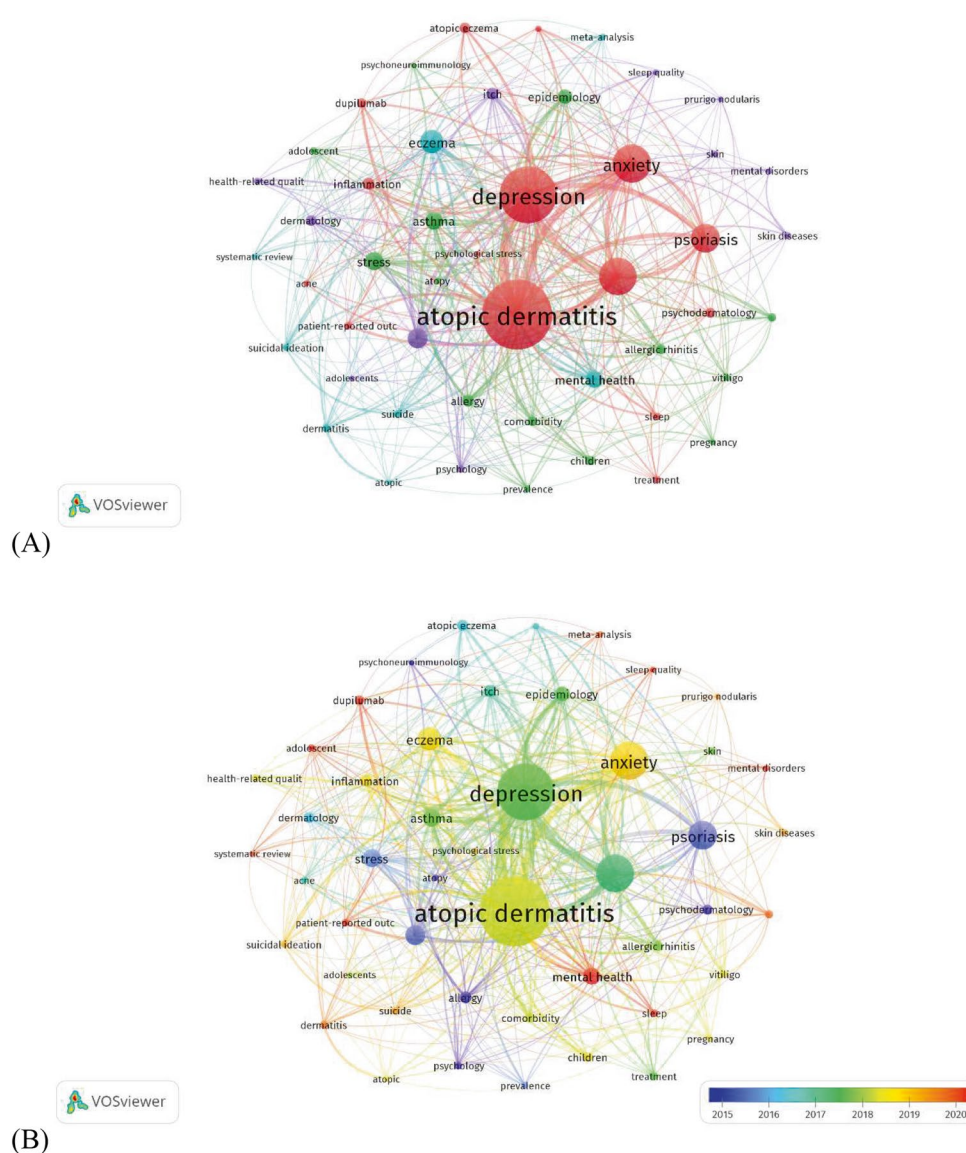 atopic eczema
meta-analysis
psychoneuroimmunology
sleep quality
itch
epidemiology
prurigo nodularis
dupilumab
eczema
adolescent
anxiety
skin
mental disorders
health-related qualit
inflammation
depression
dermatology
asthma
psoriasis
skin diseases
systematic review
stress
psychological stress
acne
atopy
atopic dermatitis
psychodermatology
patient-reported outc
suicidal ideation
allergic rhinitis
adolescents
mental health
vitiligo
allergy
suicide
comorbidity
sleep
dermatitis
pregnancy
psychology
children
atopic
prevalence
treatment
VOSviewer
(A)
atopic eczema
meta-analysis
psychoneuroimmunology
sleep quality
itch
epidemiology
prurigo nodularis
dupilumab
eczema
adolescent
anxiety
skin
mental disorders
health-related qualit
inflammation
depression
dermatology
asthma
psoriasis
skin diseases
systematic review
stress
psychological stress
acne
atopy
psychodermatology
patient-reported outc
atopic dermatitis
suicidal ideation
allergic rhinitis
adolescents
mental health
vitiligo
allergy
suicide
comorbidity
sleep
dermatitis
pregnancy
psychology
children
atopic
prevalence
treatment
VOSviewer
2015 2016 2017 2018 2019 2020
(B)